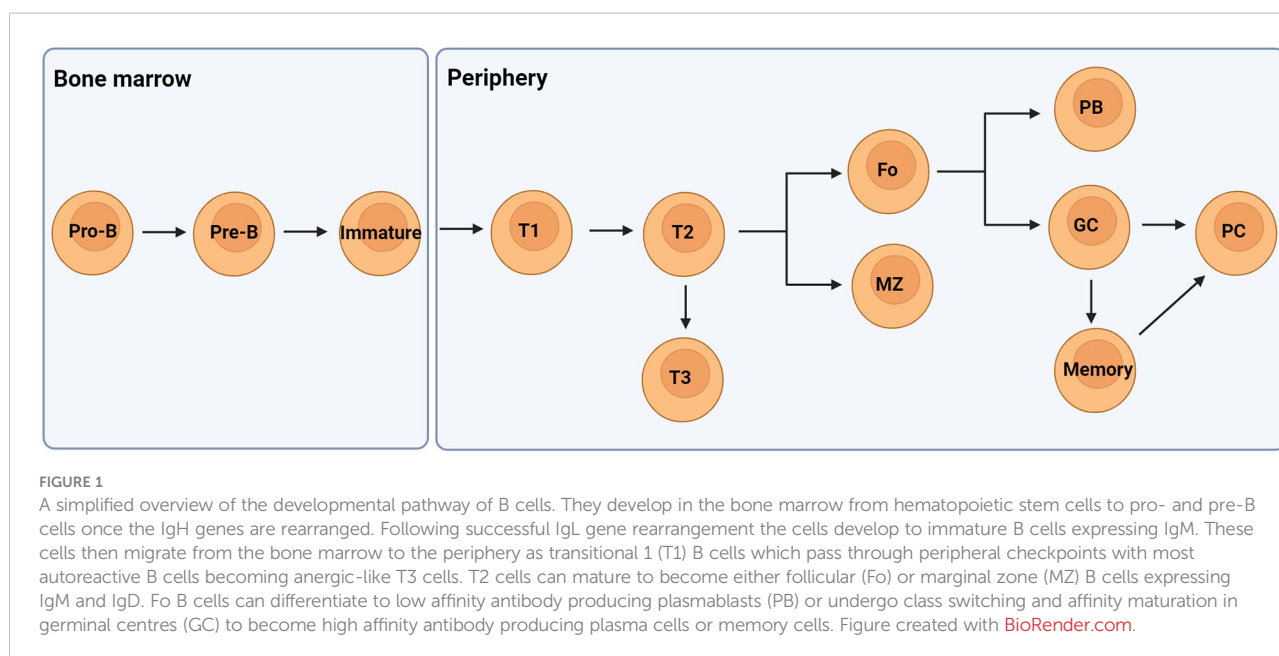 Bone marrow
Periphery
Pro-B
Pre-B
Immature
T1
T2
T3
Fo
MZ
PB
GC
PC
Memory
FIGURE 1
A simplified overview of the developmental pathway of B cells. They develop in the bone marrow from hematopoietic stem cells to pro- and pre-B
cells once the IgH genes are rearranged. Following successful IgL gene rearrangement the cells develop to immature B cells expressing IgM. These
cells then migrate from the bone marrow to the periphery as transitional 1 (T1) B cells which pass through peripheral checkpoints with most
autoreactive B cells becoming anergic-like T3 cells. T2 cells can mature to become either follicular (Fo) or marginal zone (MZ) B cells expressing
IgM and IgD. Fo B cells can differentiate to low affinity antibody producing plasmablasts (PB) or undergo class switching and affinity maturation in
germinal centres (GC) to become high affinity antibody producing plasma cells or memory cells. Figure created with BioRender.com.